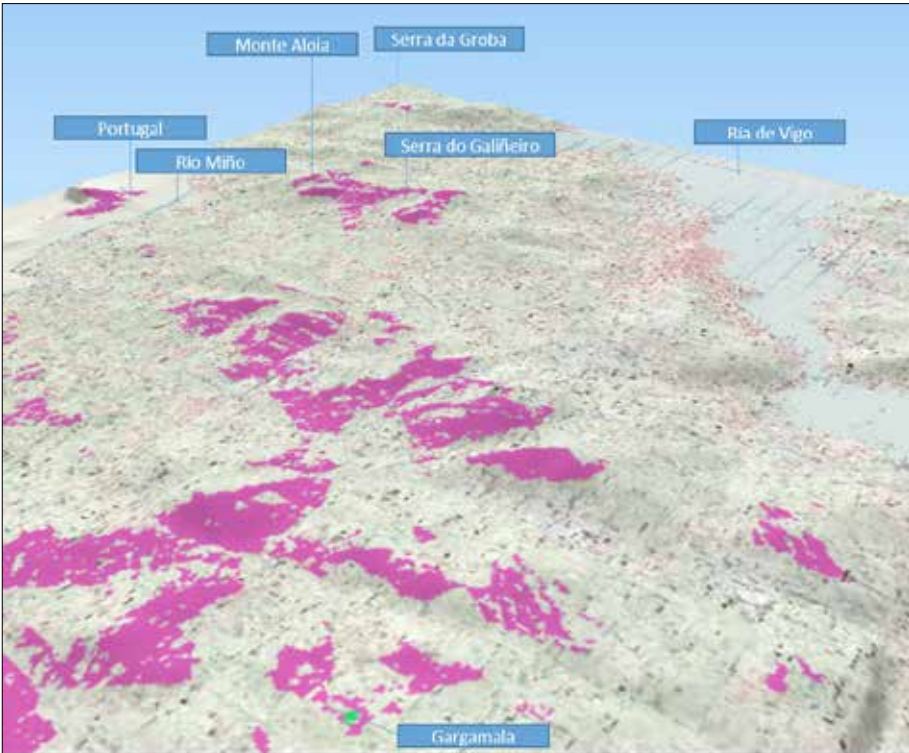 Serra da Groba
Monte Aloia
Portugal
Río Miño
Serra do Galiñeiro
Ría de Vigo
Gargamala